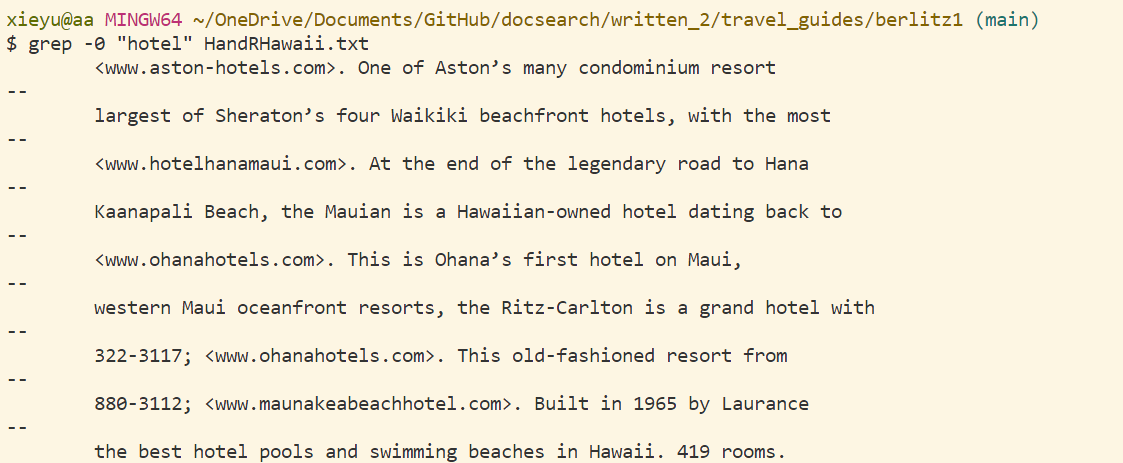 xieyu@aa MINGW64 ~/OneDrive/Documents/GitHub/docsearch/written_2/travel_guides/berlitz1 (main)
$ grep -0 "hotel" HandRHawaii.txt
<www.aston-hotels.com>. One of Aston’s many condominium resort
--
largest of Sheraton’s four Waikiki beachfront hotels, with the most
--
<www.hotelhanamaui.com>. At the end of the legendary road to Hana
--
Kaanapali Beach, the Mauian is a Hawaiian-owned hotel dating back to
--
<www.ohanahotels.com>. This is Ohana’s first hotel on Maui,
--
western Maui oceanfront resorts, the Ritz-Carlton is a grand hotel with
--
322-3117; <www.ohanahotels.com>. This old-fashioned resort from
--
880-3112; <www.maunakeabeachhotel.com>. Built in 1965 by Laurance
--
the best hotel pools and swimming beaches in Hawaii. 419 rooms.